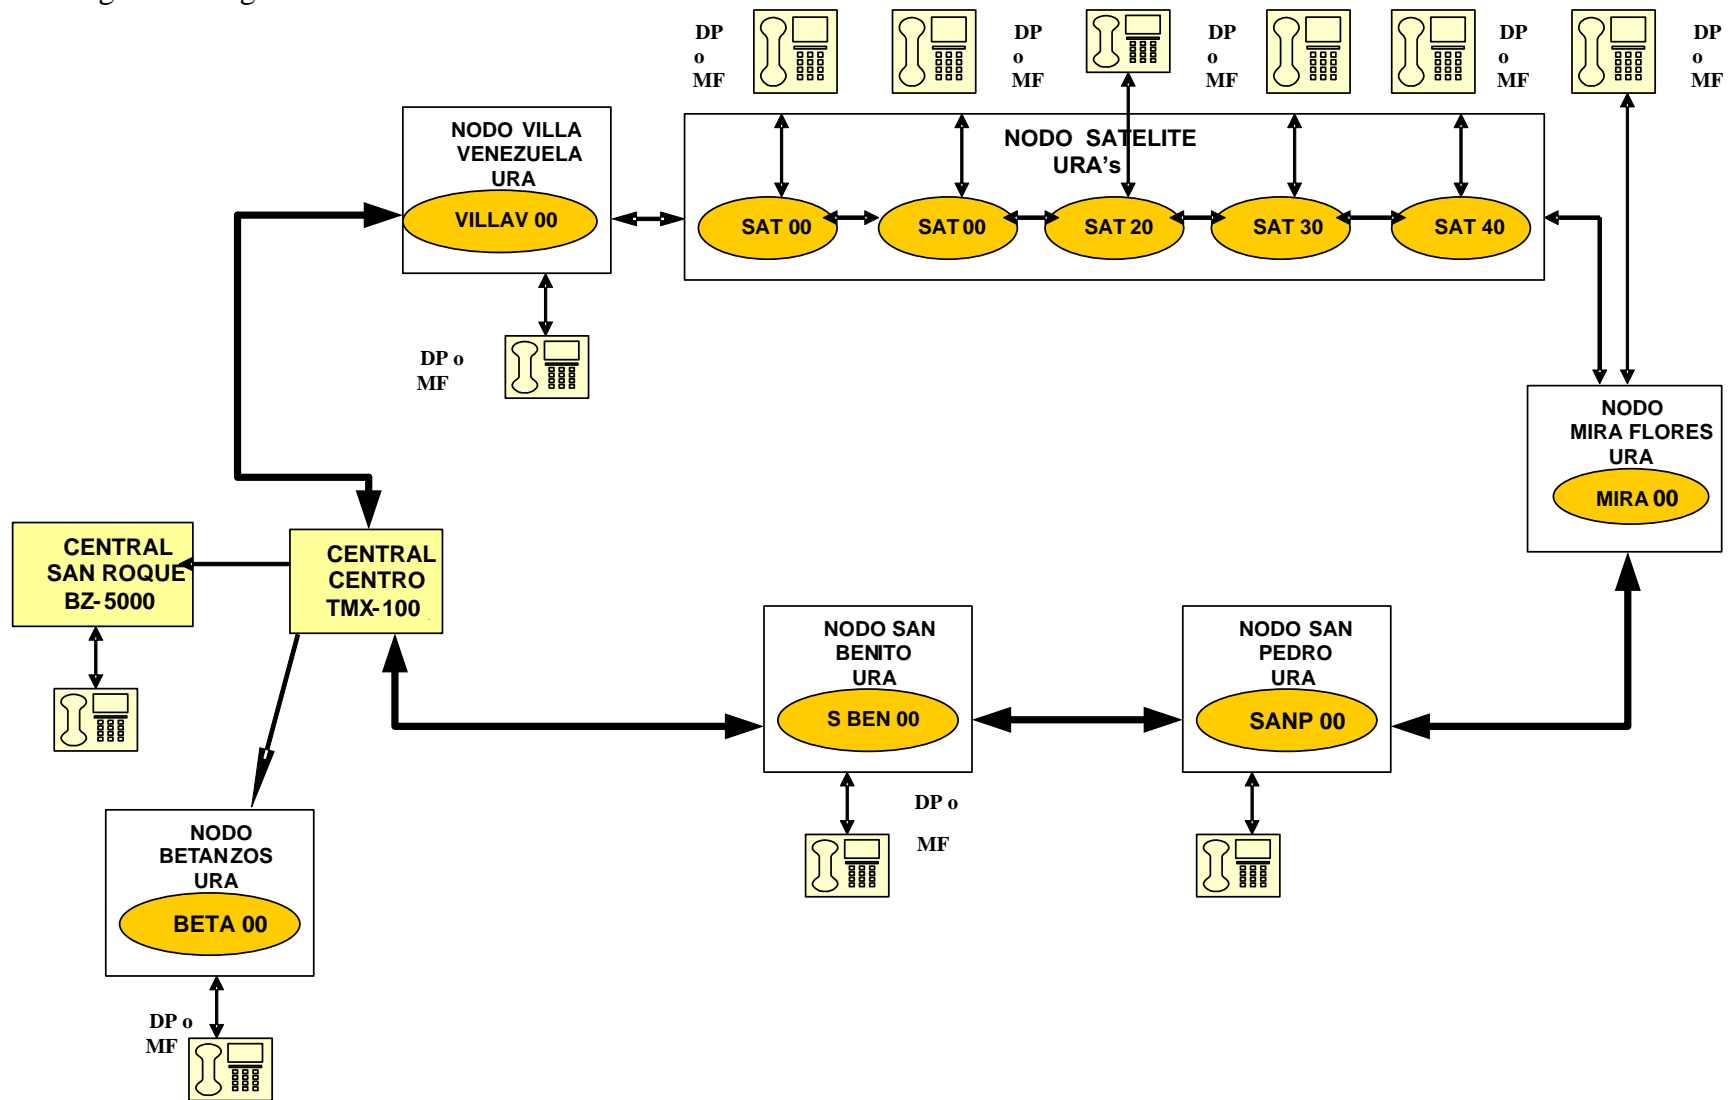 DP
o
MF
DP
o
MF
DP
o
MF
DP
o
MF
DP
o
MF
NODO VILLA
VENEZUELA
URA
VILLAV 00
NODO SATELITE
URA's
SAT 00
SAT 00
SAT 20
SAT 30
SAT 40
DP o
MF
NODO
MIRA FLORES
URA
MIRA 00
CENTRAL
SAN ROQUE
BZ-5000
CENTRAL
CENTRO
TMX-100
NODO SAN
BENITO
URA
S BEN 00
NODO SAN
PEDRO
URA
SANP 00
DP o
MF
NODO
BETANZOS
URA
BETA 00
DP o
MF